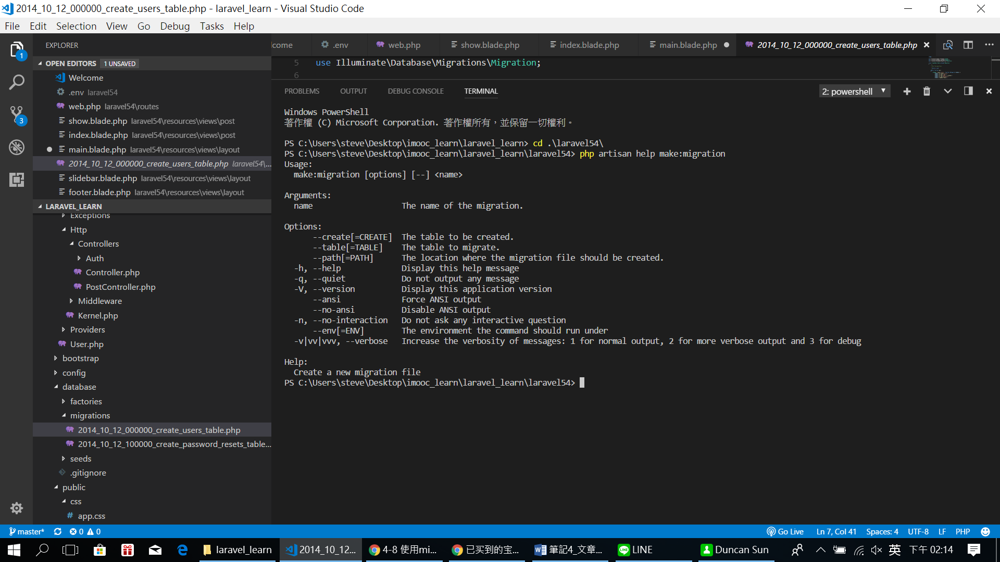 2014_10_12_000000_create_users_table.php - laravel_learn - Visual Studio Code
File Edit Selection View Go Debug Tasks Help
EXPLORER
OPEN EDITORS 1 UNSAVED
Welcome
.env laravel54
web.php laravel54\routes
show.blade.php laravel54\resources\views\post
index.blade.php laravel54\resources\views\post
main.blade.php laravel54\resources\views\layout
2014_10_12_000000_create_users_table.php laravel54\...
slidebar.blade.php laravel54\resources\views\layout
footer.blade.php laravel54\resources\views\layout
LARAVEL_LEARN
Exceptions
Http
Controllers
Auth
Controller.php
PostController.php
Middleware
Kernel.php
Providers
User.php
bootstrap
config
database
factories
migrations
2014_10_12_000000_create_users_table.php
2014_10_12_100000_create_password_resets_table...
seeds
.gitignore
public
css
# app.css
1
3
come .env web.php show.blade.php index.blade.php main.blade.php 2014_10_12_000000_create_users_table.php
5 use Illuminate\Database\Migrations\Migration;
6
PROBLEMS OUTPUT DEBUG CONSOLE TERMINAL 2: powershell
Windows PowerShell
著作權 (C) Microsoft Corporation. 著作權所有，並保留一切權利。
PS C:\Users\steve\Desktop\imooc_learn\laravel_learn> cd .\laravel54\
PS C:\Users\steve\Desktop\imooc_learn\laravel_learn\laravel54> php artisan help make:migration
Usage:
make:migration [options] [--] <name>
Arguments:
name The name of the migration.
Options:
--create[=CREATE] The table to be created.
--table[=TABLE] The table to migrate.
--path[=PATH] The location where the migration file should be created.
-h, --help Display this help message
-q, --quiet Do not output any message
-V, --version Display this application version
--ansi Force ANSI output
--no-ansi Disable ANSI output
-n, --no-interaction Do not ask any interactive question
--env[=ENV] The environment the command should run under
-v|vv|vvv, --verbose Increase the verbosity of messages: 1 for normal output, 2 for more verbose output and 3 for debug
Help:
Create a new migration file
PS C:\Users\steve\Desktop\imooc_learn\laravel_learn\laravel54>
master* 0 0 Go Live Ln 7, Col 41 Spaces: 4 UTF-8 LF PHP
laravel_learn 2014_10_12... 4-8 使用mi... 已买到的宝... 筆記4_文章... LINE Duncan Sun 英 下午 02:14